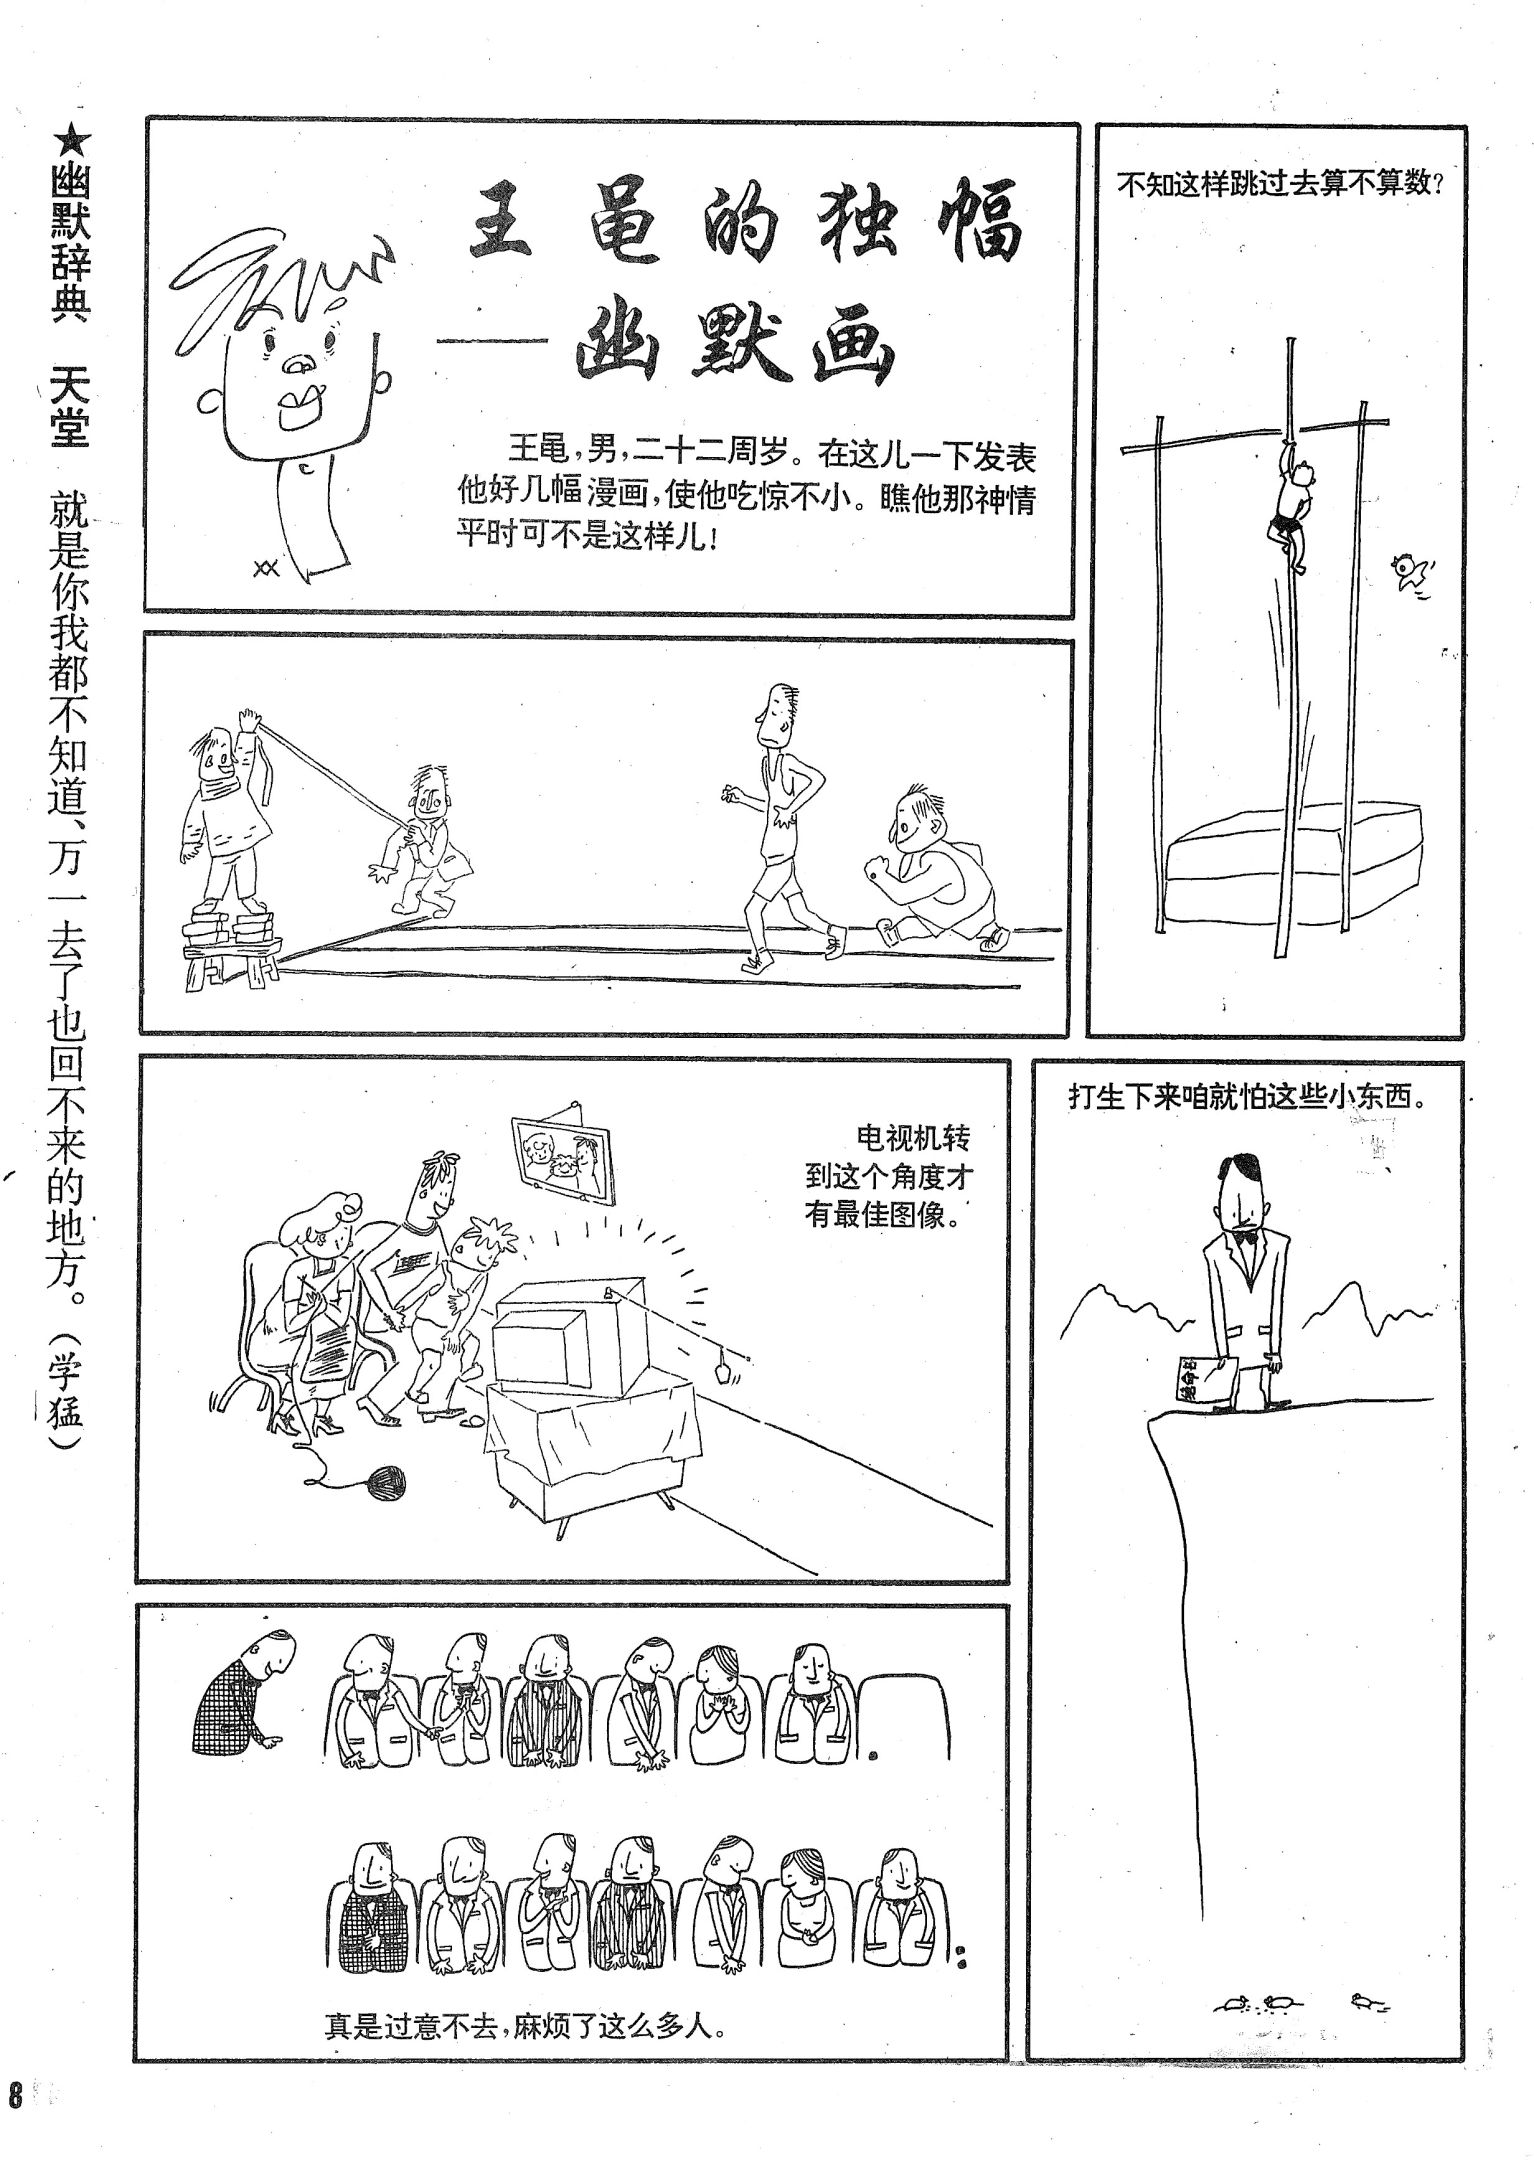 ★幽默辞典　天堂　就是你我都不知道、万一去了也回不来的地方。(学猛)
王黾的独幅
——幽默画
王黾,男,二十二周岁。在这儿一下发表
他好几幅漫画,使他吃惊不小。瞧他那神情
平时可不是这样儿!
不知这样跳过去算不算数?
电视机转
到这个角度才
有最佳图像。
打生下来咱就怕这些小东西。
绝命书
真是过意不去,麻烦了这么多人。
8